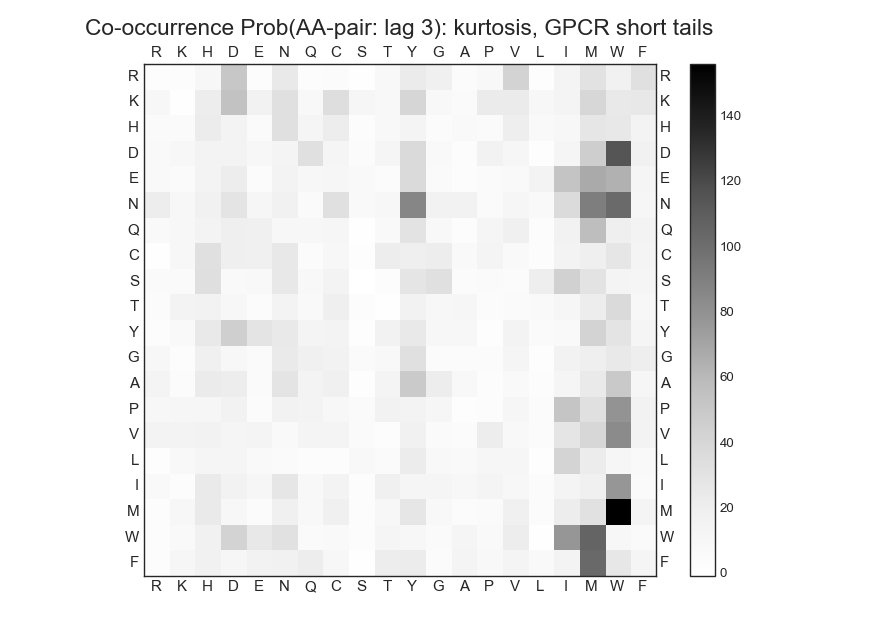 Co-occurrence Prob(AA-pair: lag 3): kurtosis, GPCR short tails
R K H D E N Q C S T Y G A P V L I M W F
R R
K K
140
H H
D D
120
E E
N N
100
Q Q
C C
80
S S
T T
Y Y
60
G G
A A
40
P P
V V
L L
I I
20
M M
W W
F F
0
R K H D E N Q C S T Y G A P V L I M W F